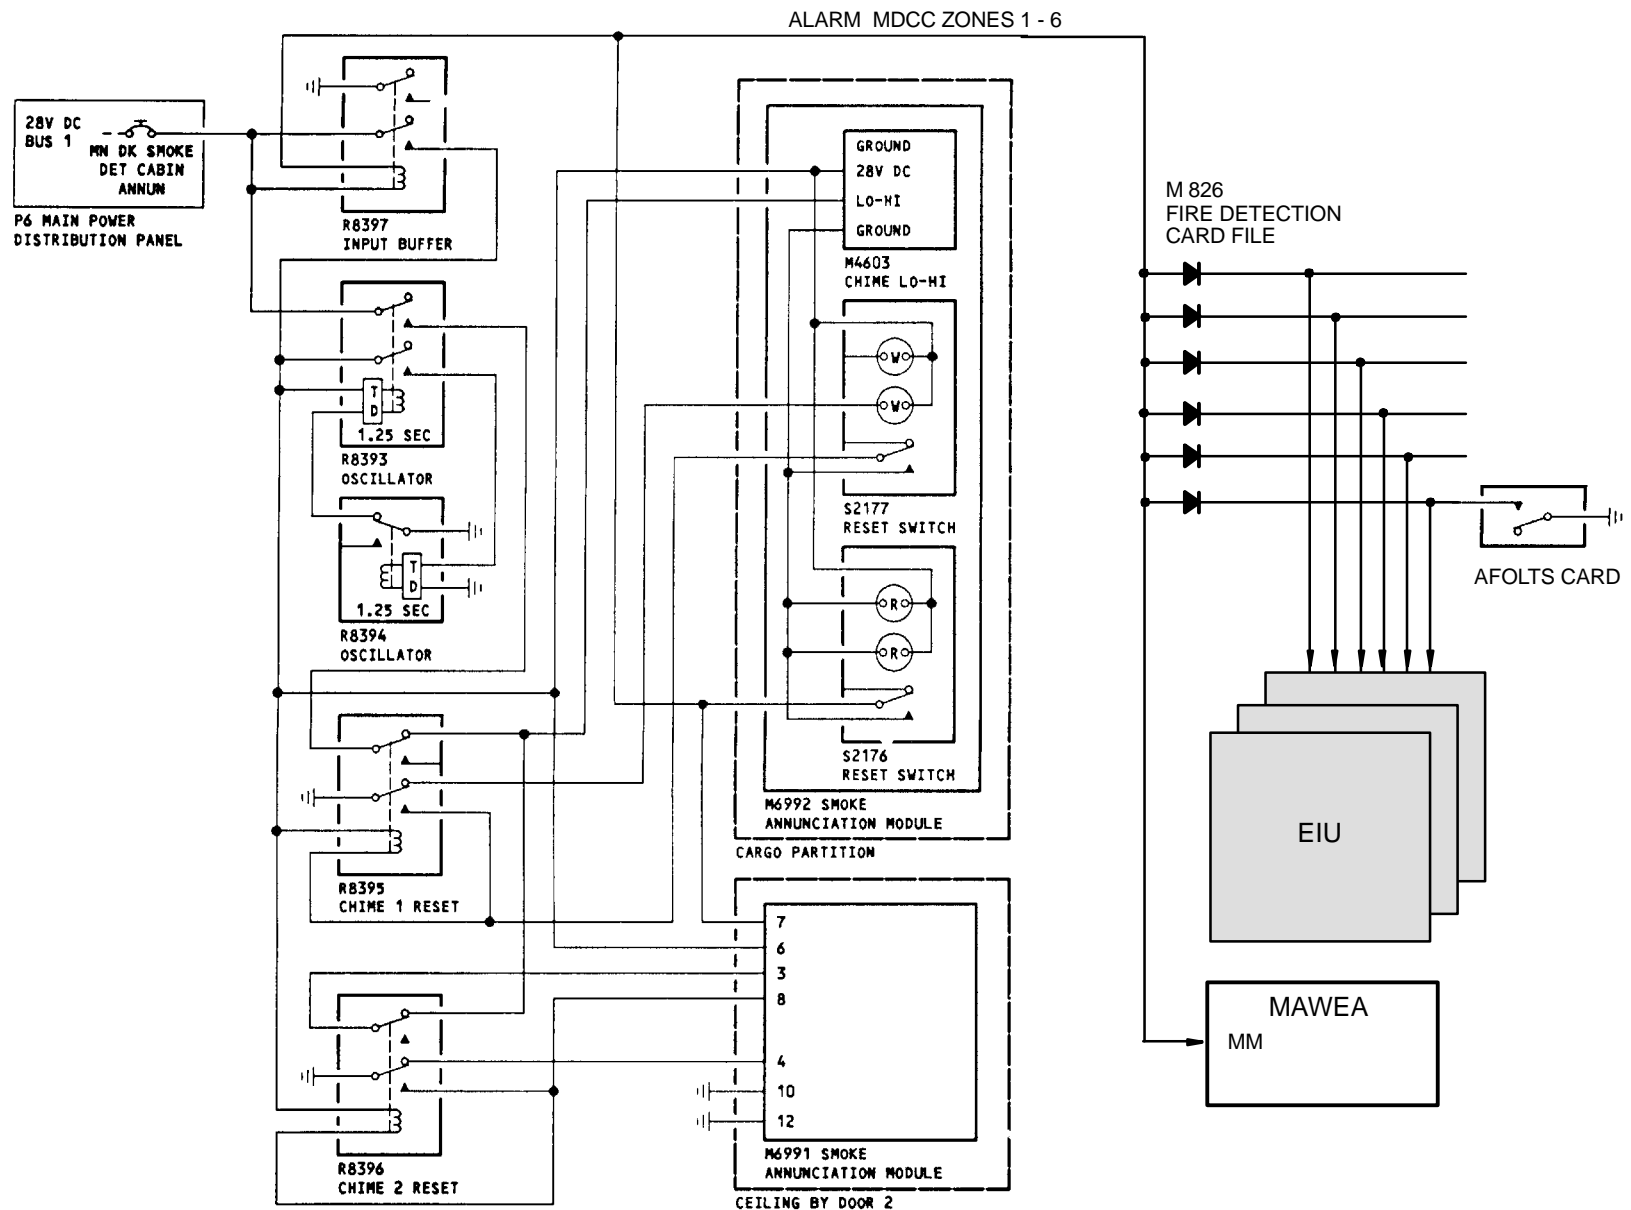 ALARM MDCC ZONES 1 - 6
28V DC
BUS 1
MN DK SMOKE
DET CABIN
ANNUN
P6 MAIN POWER
DISTRIBUTION PANEL
R8397
INPUT BUFFER
T
D
1.25 SEC
R8393
OSCILLATOR
T
D
1.25 SEC
R8394
OSCILLATOR
R8395
CHIME 1 RESET
R8396
CHIME 2 RESET
GROUND
28V DC
LO-HI
GROUND
M4603
CHIME LO-HI
W
W
S2177
RESET SWITCH
R
R
S2176
RESET SWITCH
M6992 SMOKE
ANNUNCIATION MODULE
CARGO PARTITION
7
6
3
8
4
10
12
M6991 SMOKE
ANNUNCIATION MODULE
CEILING BY DOOR 2
M 826
FIRE DETECTION
CARD FILE
AFOLTS CARD
EIU
MAWEA
MM